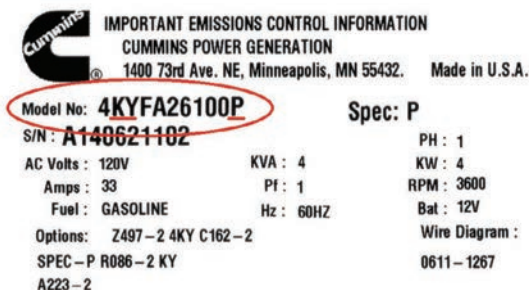 Cummins
®
IMPORTANT EMISSIONS CONTROL INFORMATION
CUMMINS POWER GENERATION
1400 73rd Ave. NE, Minneapolis, MN 55432. Made in U.S.A.
Model No: 4KYFA26100P Spec: P
S/N : A140621102
PH : 1
AC Volts : 120V KVA : 4 KW : 4
Amps : 33 Pf : 1 RPM : 3600
Fuel : GASOLINE Hz : 60HZ Bat : 12V
Options: Z497-2 4KY C162-2 Wire Diagram :
SPEC-P R086-2 KY 0611-1267
A223-2